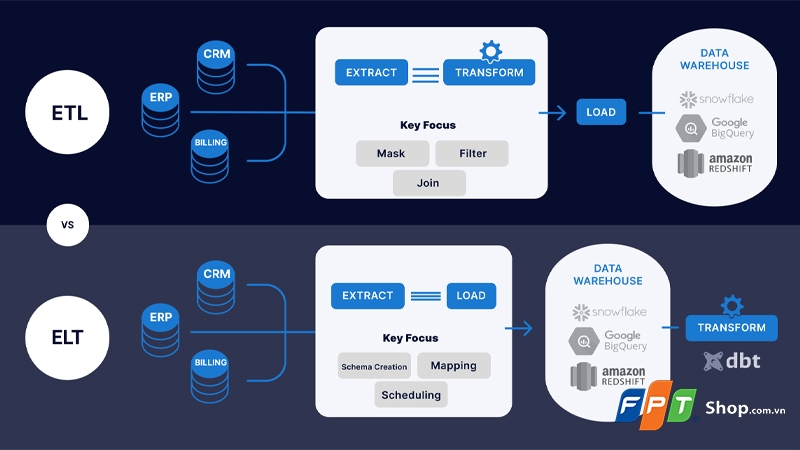 ETL
CRM
ERP
BILLING
EXTRACT
TRANSFORM
Key Focus
Mask
Filter
Join
LOAD
DATA
WAREHOUSE
snowflake
Google
BigQuery
amazon
REDSHIFT
VS
ELT
CRM
ERP
BILLING
EXTRACT
LOAD
Key Focus
Schema Creation
Mapping
Scheduling
DATA
WAREHOUSE
snowflake
Google
BigQuery
amazon
REDSHIFT
TRANSFORM
dbt
FPT Shop.com.vn